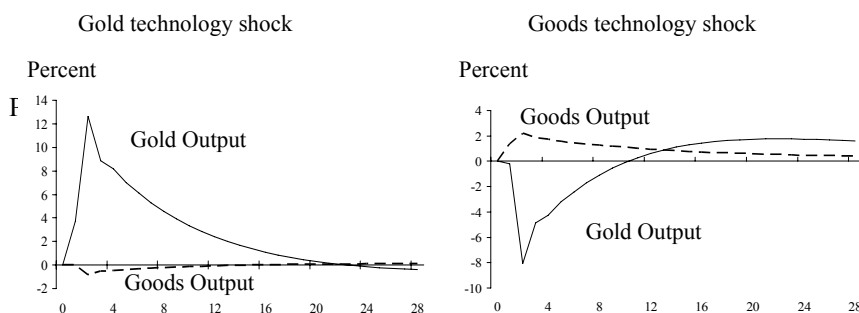 Gold technology shock
Percent
14
12
10
8
6
4
2
0
-2
Gold Output
Goods Output
0 4 8 12 16 20 24 28
Goods technology shock
Percent
4
2
0
-2
-4
-6
-8
-10
Goods Output
Gold Output
0 4 8 12 16 20 24 28